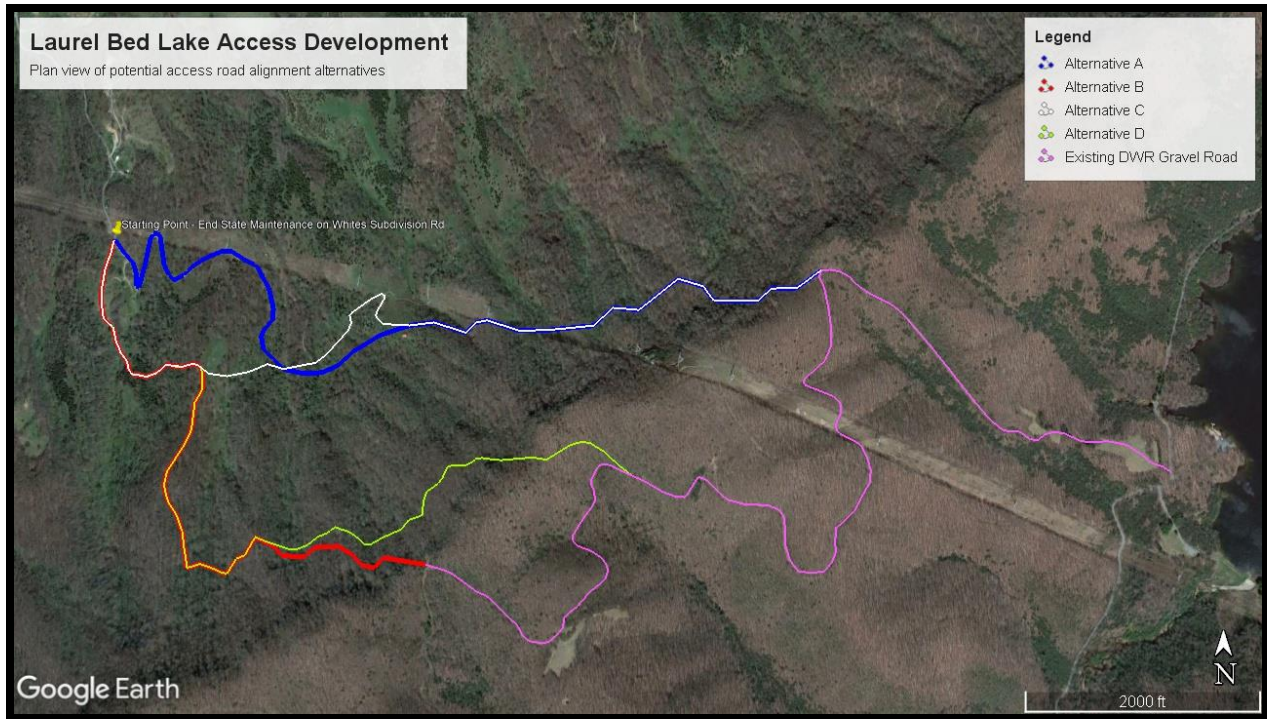 Laurel Bed Lake Access Development
Plan view of potential access road alignment alternatives
Legend
Alternative A
Alternative B
Alternative C
Alternative D
Existing DWR Gravel Road
Starting Point - End State Maintenance on Whites Subdivision Rd
Google Earth
N
2000 ft